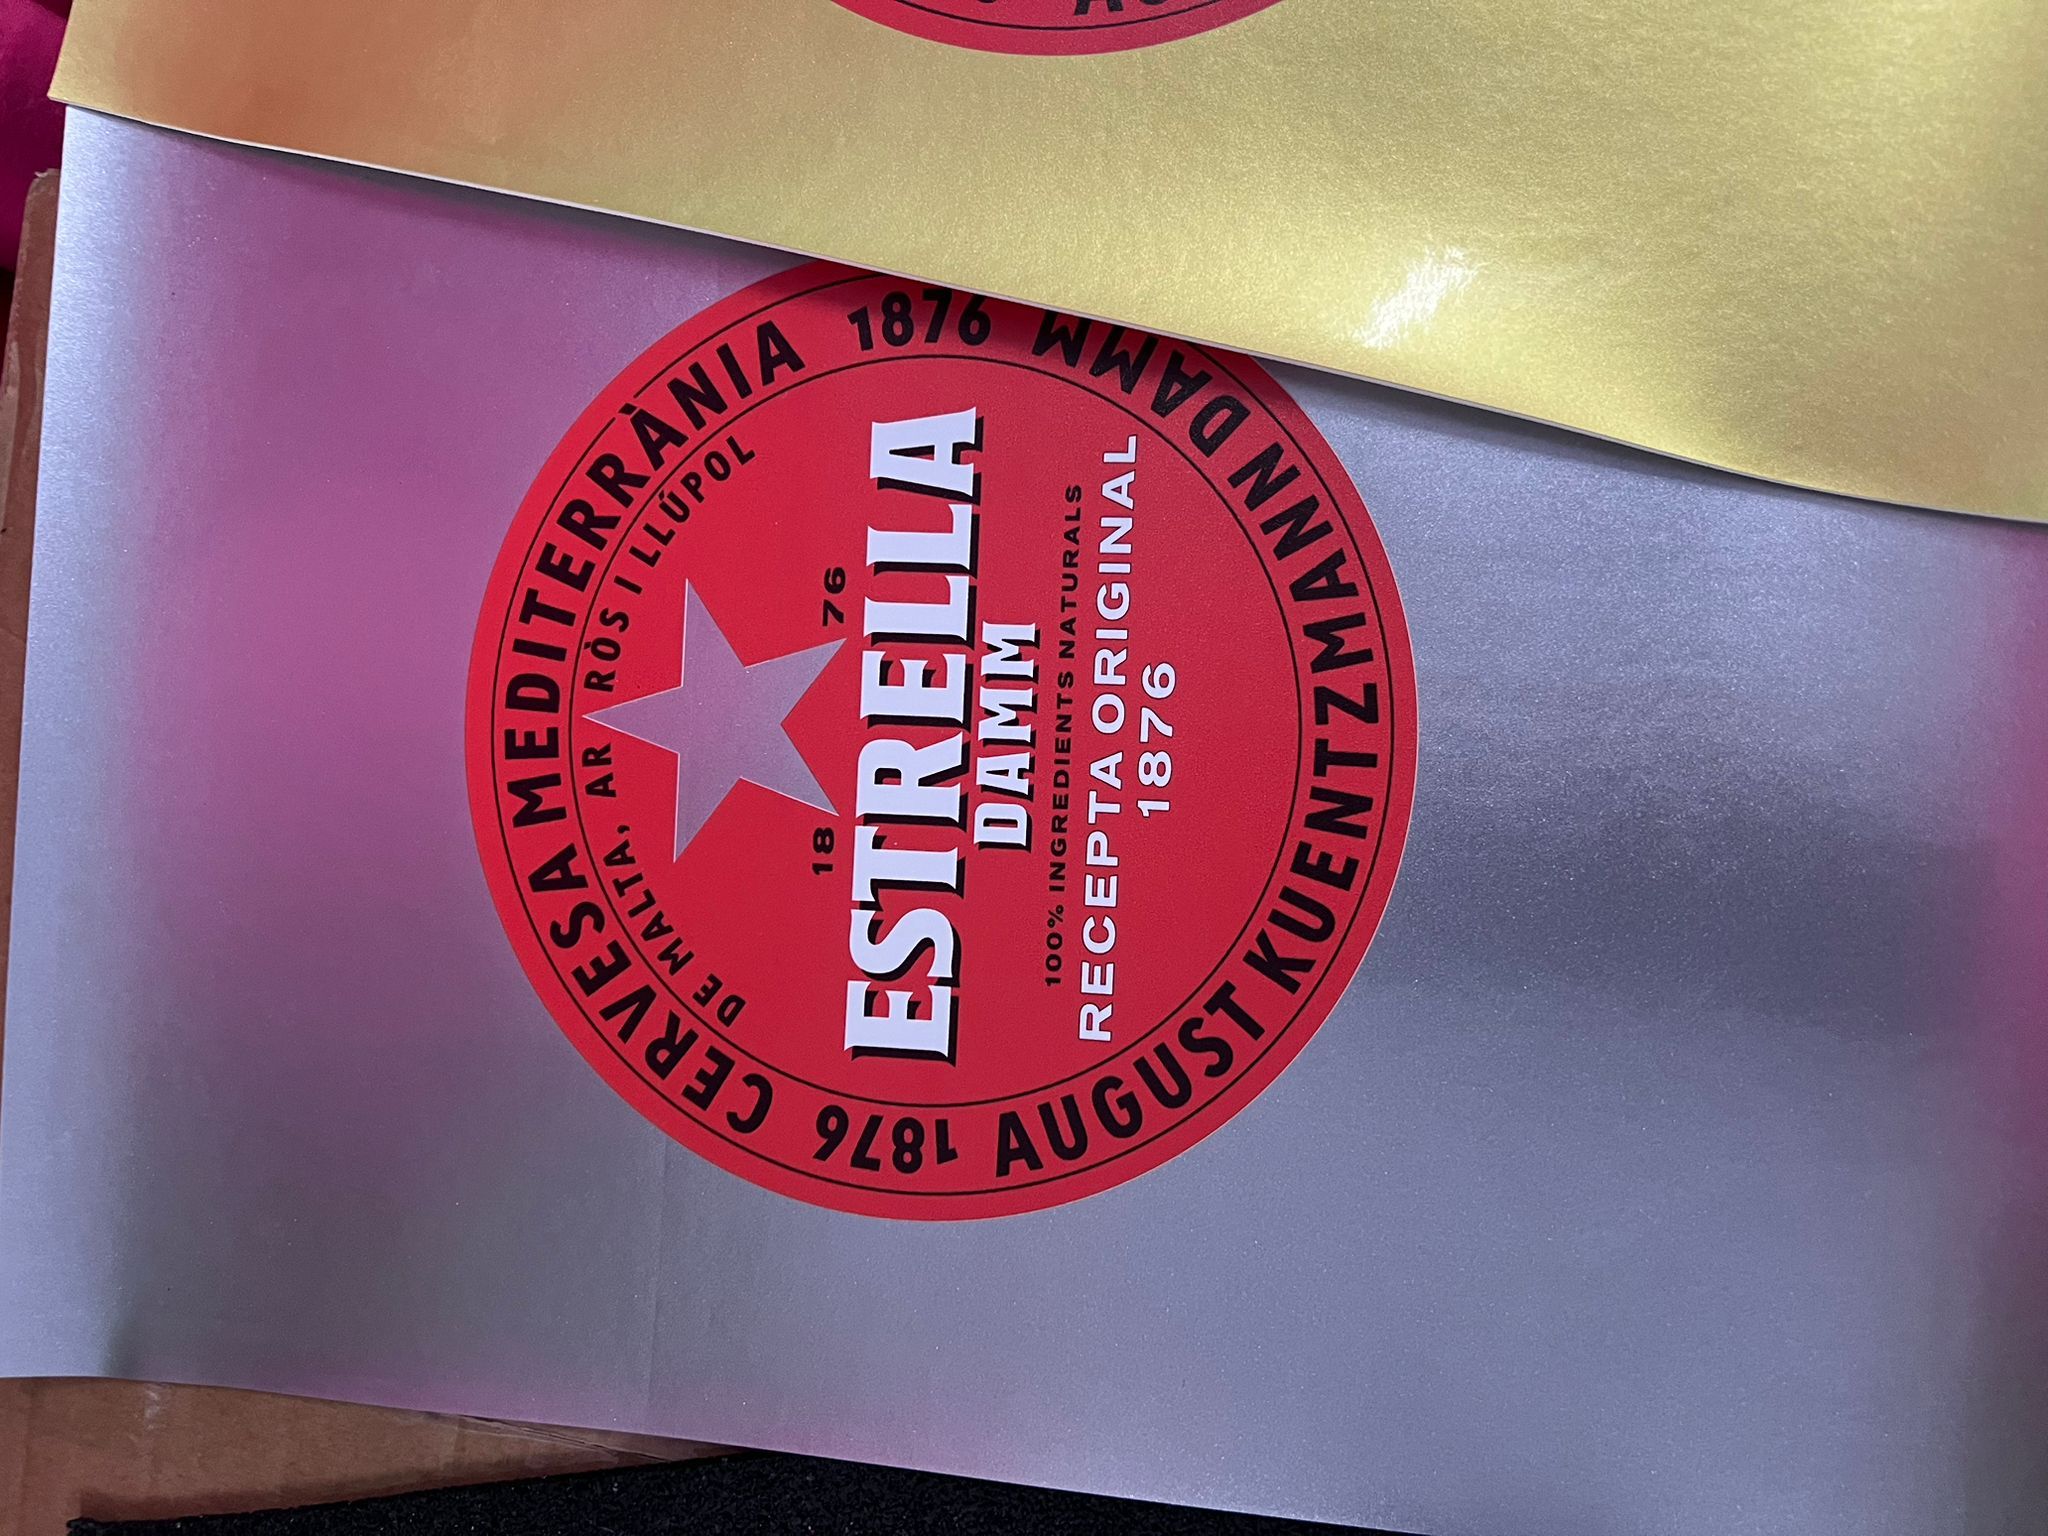 CERVESA MEDITERRÀNIA
1876
DE MALTA, ARRÒS I LLÚPOL
18 76
ESTRELLA
DAMM
100% INGREDIENTS NATURALS
RECEPTA ORIGINAL
1876
1876
AUGUST KUENTZMANN DAMM